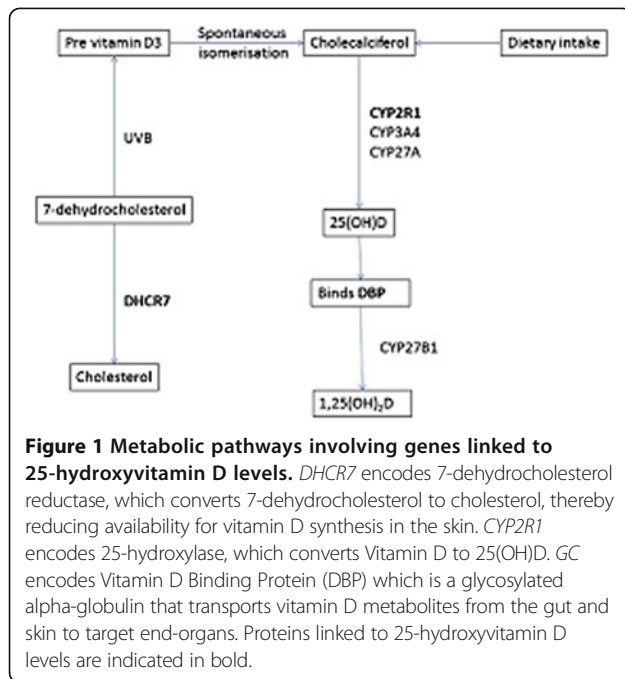 Pre vitamin D3
Spontaneous
isomerisation
Cholecalciferol
Dietary intake
UVB
CYP2R1
CYP3A4
CYP27A
7-dehydrocholesterol
25(OH)D
DHCR7
Binds DBP
CYP27B1
Cholesterol
1,25(OH)₂D
Figure 1 Metabolic pathways involving genes linked to
25-hydroxyvitamin D levels. DHCR7 encodes 7-dehydrocholesterol
reductase, which converts 7-dehydrocholesterol to cholesterol, thereby
reducing availability for vitamin D synthesis in the skin. CYP2R1
encodes 25-hydroxylase, which converts Vitamin D to 25(OH)D. GC
encodes Vitamin D Binding Protein (DBP) which is a glycosylated
alpha-globulin that transports vitamin D metabolites from the gut and
skin to target end-organs. Proteins linked to 25-hydroxyvitamin D
levels are indicated in bold.